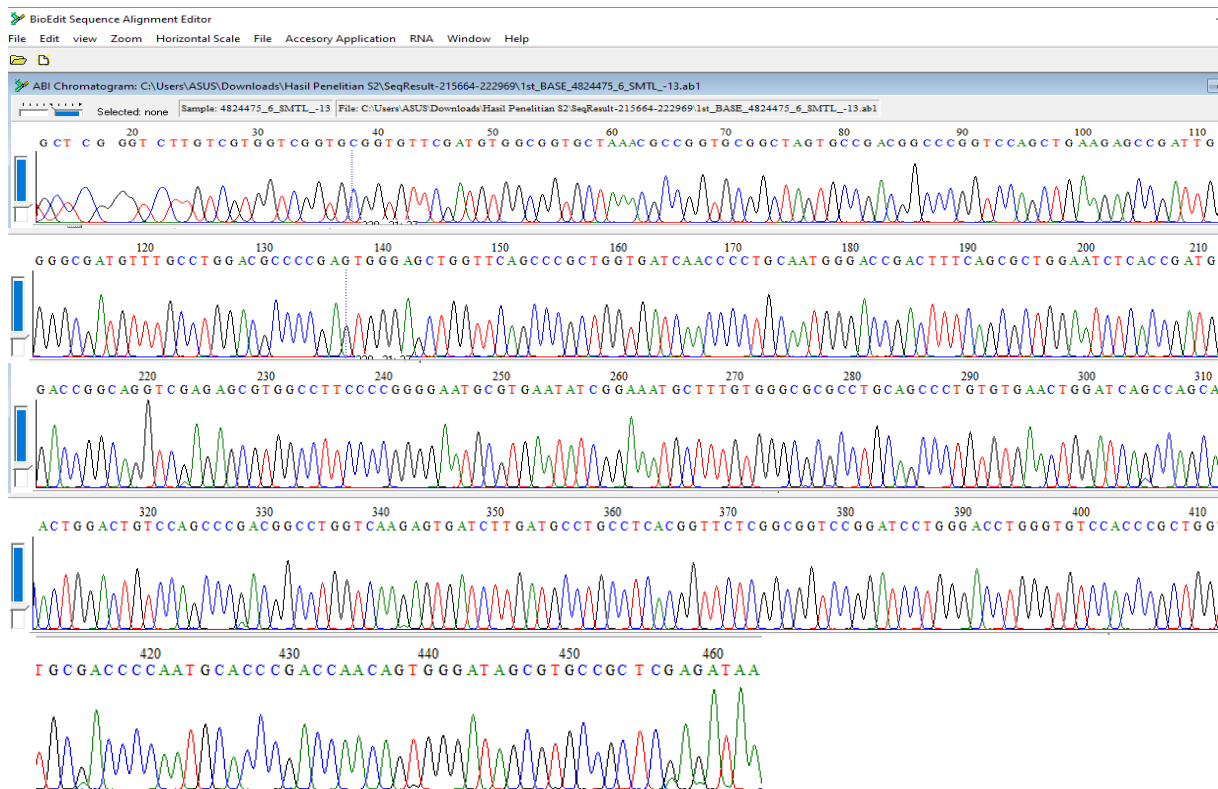 BioEdit Sequence Alignment Editor
File Edit view Zoom Horizontal Scale File Accesory Application RNA Window Help
ABI Chromatogram: C:\Users\ASUS\Downloads\Hasil Penelitian S2\SeqResult-215664-222969\1st_BASE_4824475_6_SMTL_-13.ab1
Selected: none Sample: 4824475_6_SMTL_-13 File: C:\Users\ASUS\Downloads\Hasil Penelitian S2\SeqResult-215664-222969\1st_BASE_4824475_6_SMTL_-13.ab1
20 30 40 50 60 70 80 90 100 110
G CT C G G GT C TTGTCGTGGTCGGTGCGGTGTTCGATGTGGCGGTGCTAAACGCCGGTGCGGCTAGTGCCGACGGCCCGGTCCAGCTGAAGAGCCGATTG
120 130 140 150 160 170 180 190 200 210
GGGCGATGTTTGCCTGGACGCCCCGAGTGGGAGCTGGTTCAGCCCGCTGGTGATCAACCCCTGCAATGGGACCGACTTTCAGCGCTGGAATCTCACCGATG
220 230 240 250 260 270 280 290 300 310
GACCGGCAGGTCGAGAGCGTGGCCTTCCCCGGGGAATGCGTGAATATCGGAAATGCTTTGTGGGCGCGCCTGCAGCCCTGTGTGAACTGGATCAGCCAGCA
320 330 340 350 360 370 380 390 400 410
ACTGGACTGTCCAGCCCGACGGCCTGGTCAAGAGTGATCTTGATGCCTGCCTCACGGTTCTCGGCGGTCCGGATCCTGGGACCTGGGTGTCCACCCGCTGG
420 430 440 450 460
TGCGACCCCAATGCACCCGACCAACAGTGGGATAGCGTGCCGCTCGAGATAA